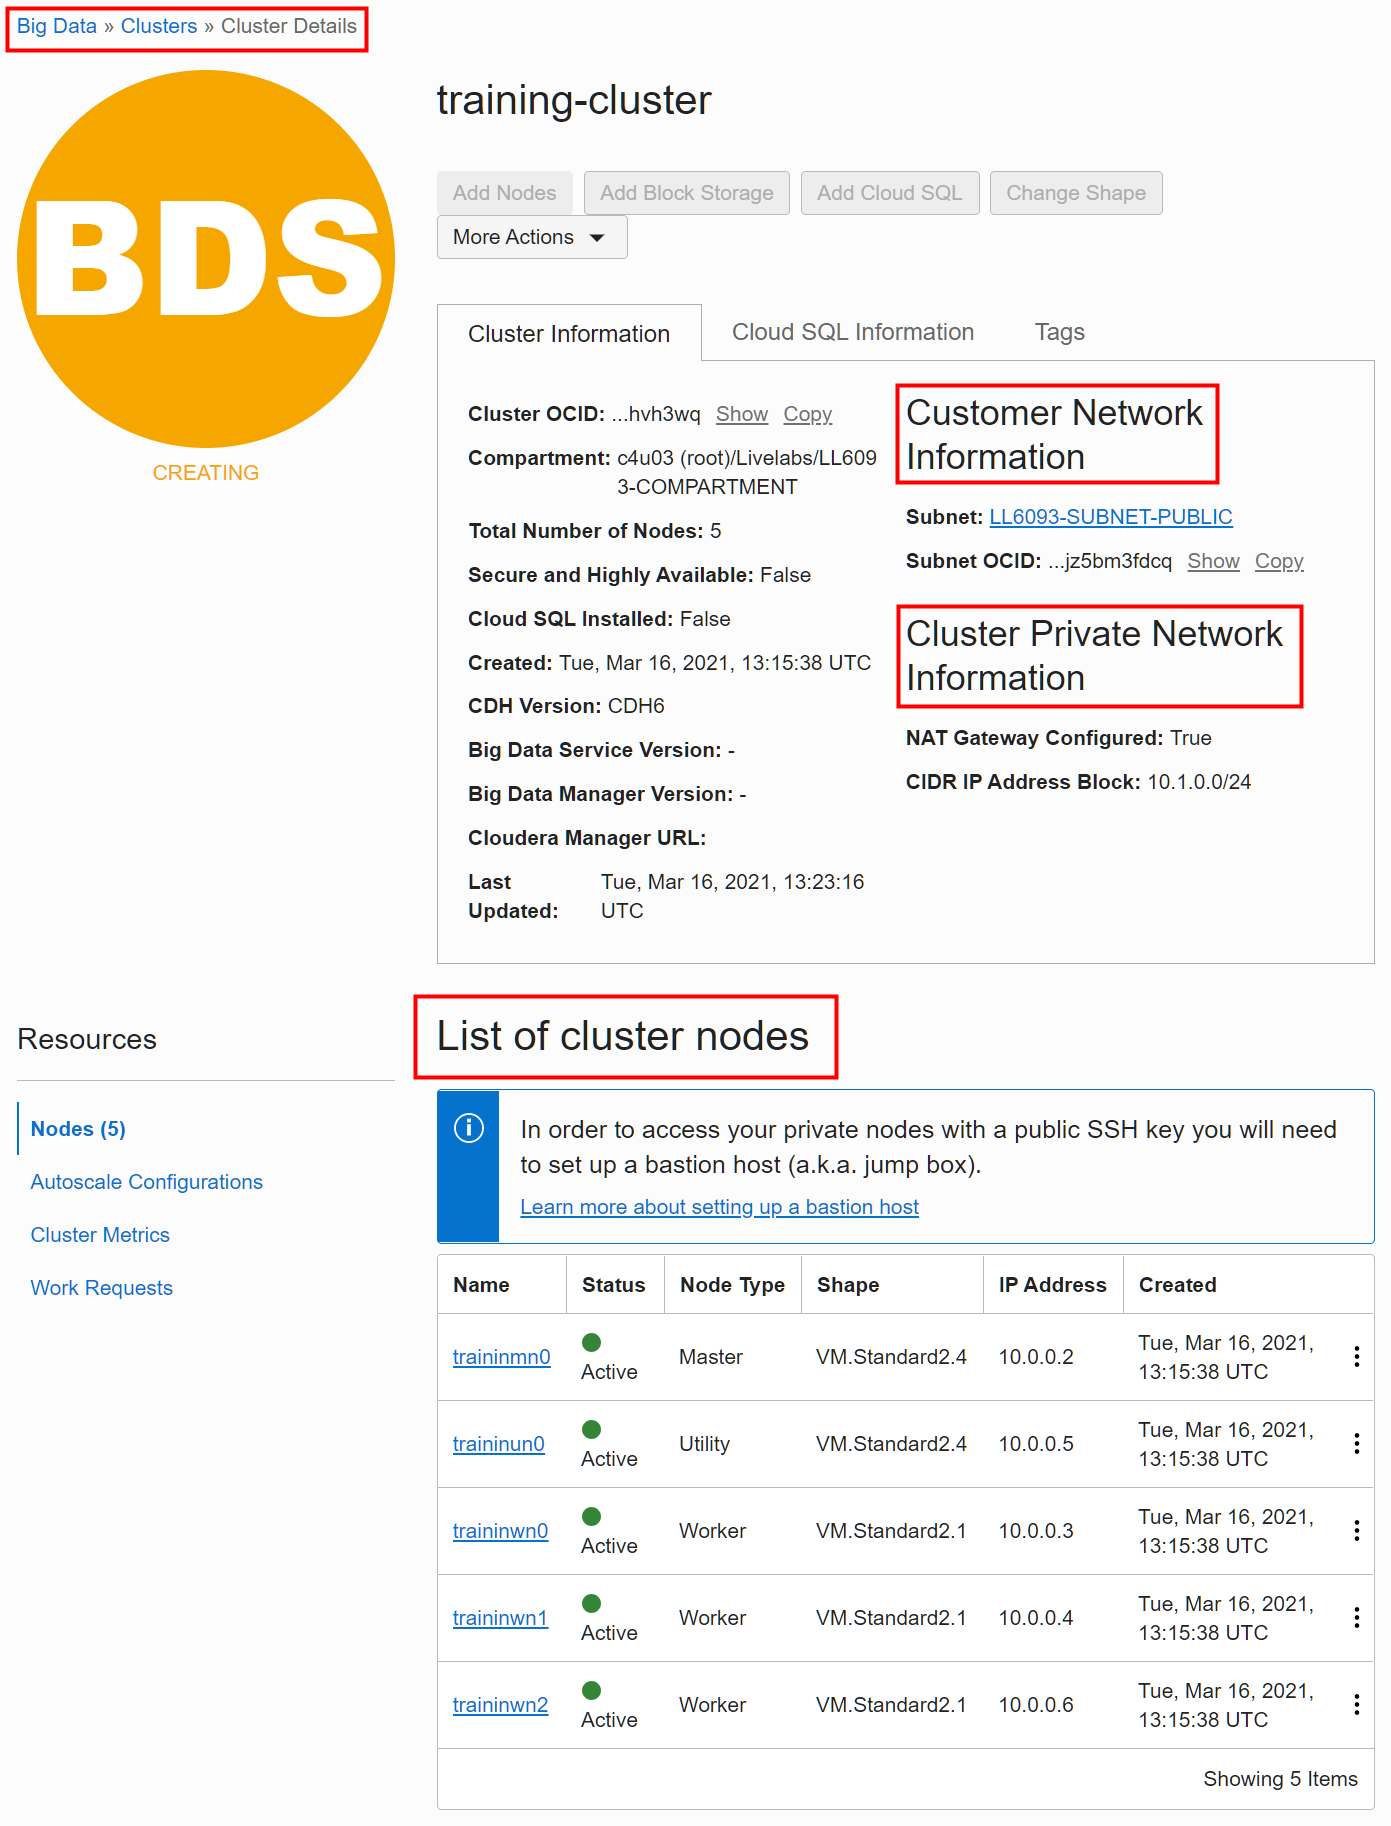 Big Data » Clusters » Cluster Details
BDS
CREATING
training-cluster
Add Nodes
Add Block Storage
Add Cloud SQL
Change Shape
More Actions
Cluster Information
Cloud SQL Information
Tags
Cluster OCID: ...hvh3wq Show Copy
Compartment: c4u03 (root)/Livelabs/LL609
3-COMPARTMENT
Total Number of Nodes: 5
Secure and Highly Available: False
Cloud SQL Installed: False
Created: Tue, Mar 16, 2021, 13:15:38 UTC
CDH Version: CDH6
Big Data Service Version: -
Big Data Manager Version: -
Cloudera Manager URL:
Last Updated: Tue, Mar 16, 2021, 13:23:16 UTC
Customer Network
Information
Subnet: LL6093-SUBNET-PUBLIC
Subnet OCID: ...jz5bm3fdcq Show Copy
Cluster Private Network
Information
NAT Gateway Configured: True
CIDR IP Address Block: 10.1.0.0/24
Resources
Nodes (5)
Autoscale Configurations
Cluster Metrics
Work Requests
List of cluster nodes
In order to access your private nodes with a public SSH key you will need
to set up a bastion host (a.k.a. jump box).
Learn more about setting up a bastion host
Name Status Node Type Shape IP Address Created
traininmn0 Active Master VM.Standard2.4 10.0.0.2 Tue, Mar 16, 2021, 13:15:38 UTC
traininun0 Active Utility VM.Standard2.4 10.0.0.5 Tue, Mar 16, 2021, 13:15:38 UTC
traininwn0 Active Worker VM.Standard2.1 10.0.0.3 Tue, Mar 16, 2021, 13:15:38 UTC
traininwn1 Active Worker VM.Standard2.1 10.0.0.4 Tue, Mar 16, 2021, 13:15:38 UTC
traininwn2 Active Worker VM.Standard2.1 10.0.0.6 Tue, Mar 16, 2021, 13:15:38 UTC
Showing 5 Items